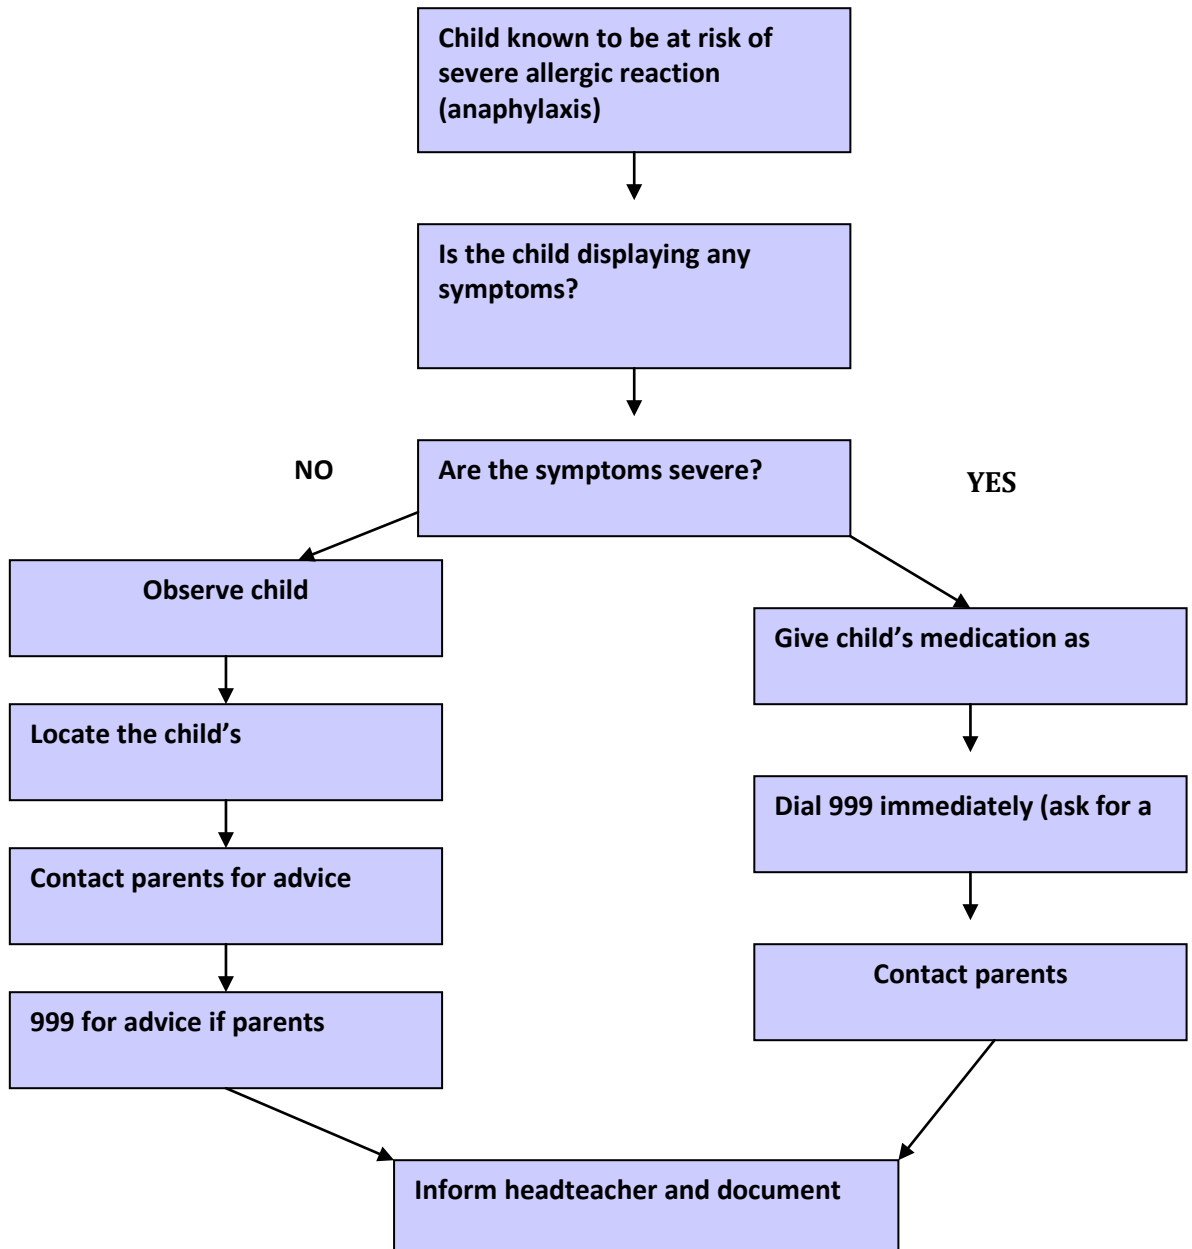 Child known to be at risk of
severe allergic reaction
(anaphylaxis)
Is the child displaying any
symptoms?
Are the symptoms severe?
NO
YES
Observe child
Locate the child’s
Contact parents for advice
999 for advice if parents
Give child’s medication as
Dial 999 immediately (ask for a
Contact parents
Inform headteacher and document